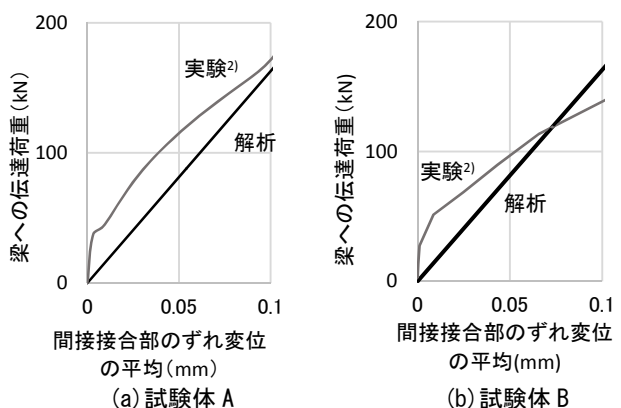 200
100
0
梁への伝達荷重(kN)
実験2)
解析
0
0.05
0.1
間接接合部のずれ変位
の平均(mm)
(a)試験体 A
200
100
0
梁への伝達荷重(kN)
実験2)
解析
0
0.05
0.1
間接接合部のずれ変位
の平均(mm)
(b)試験体 B